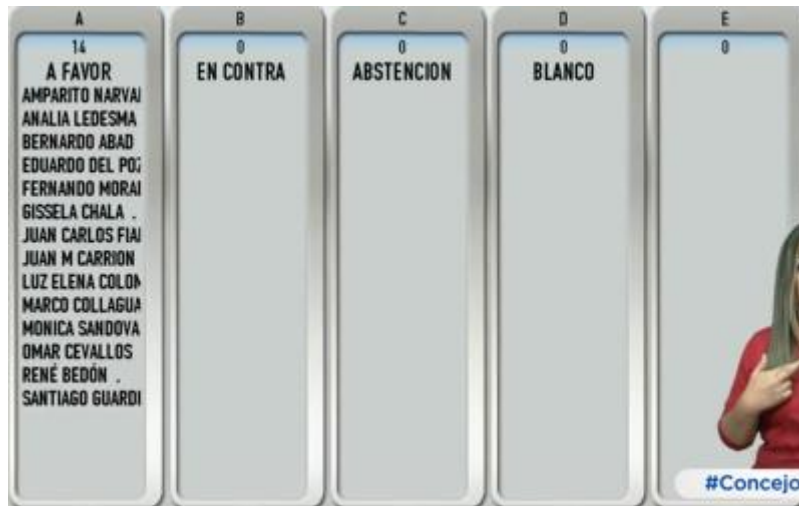 A
14
A FAVOR
AMPARITO NARVAI
ANALIA LEDESMA
BERNARDO ABAD
EDUARDO DEL POZ
FERNANDO MORAI
GISSELA CHALA .
JUAN CARLOS FIAI
JUAN M CARRION
LUZ ELENA COLON
MARCO COLLAGUA
MONICA SANDOVA
OMAR CEVALLOS
RENÉ BEDÓN .
SANTIAGO GUARDI
B
0
EN CONTRA
C
0
ABSTENCION
D
0
BLANCO
E
0
#Concejo